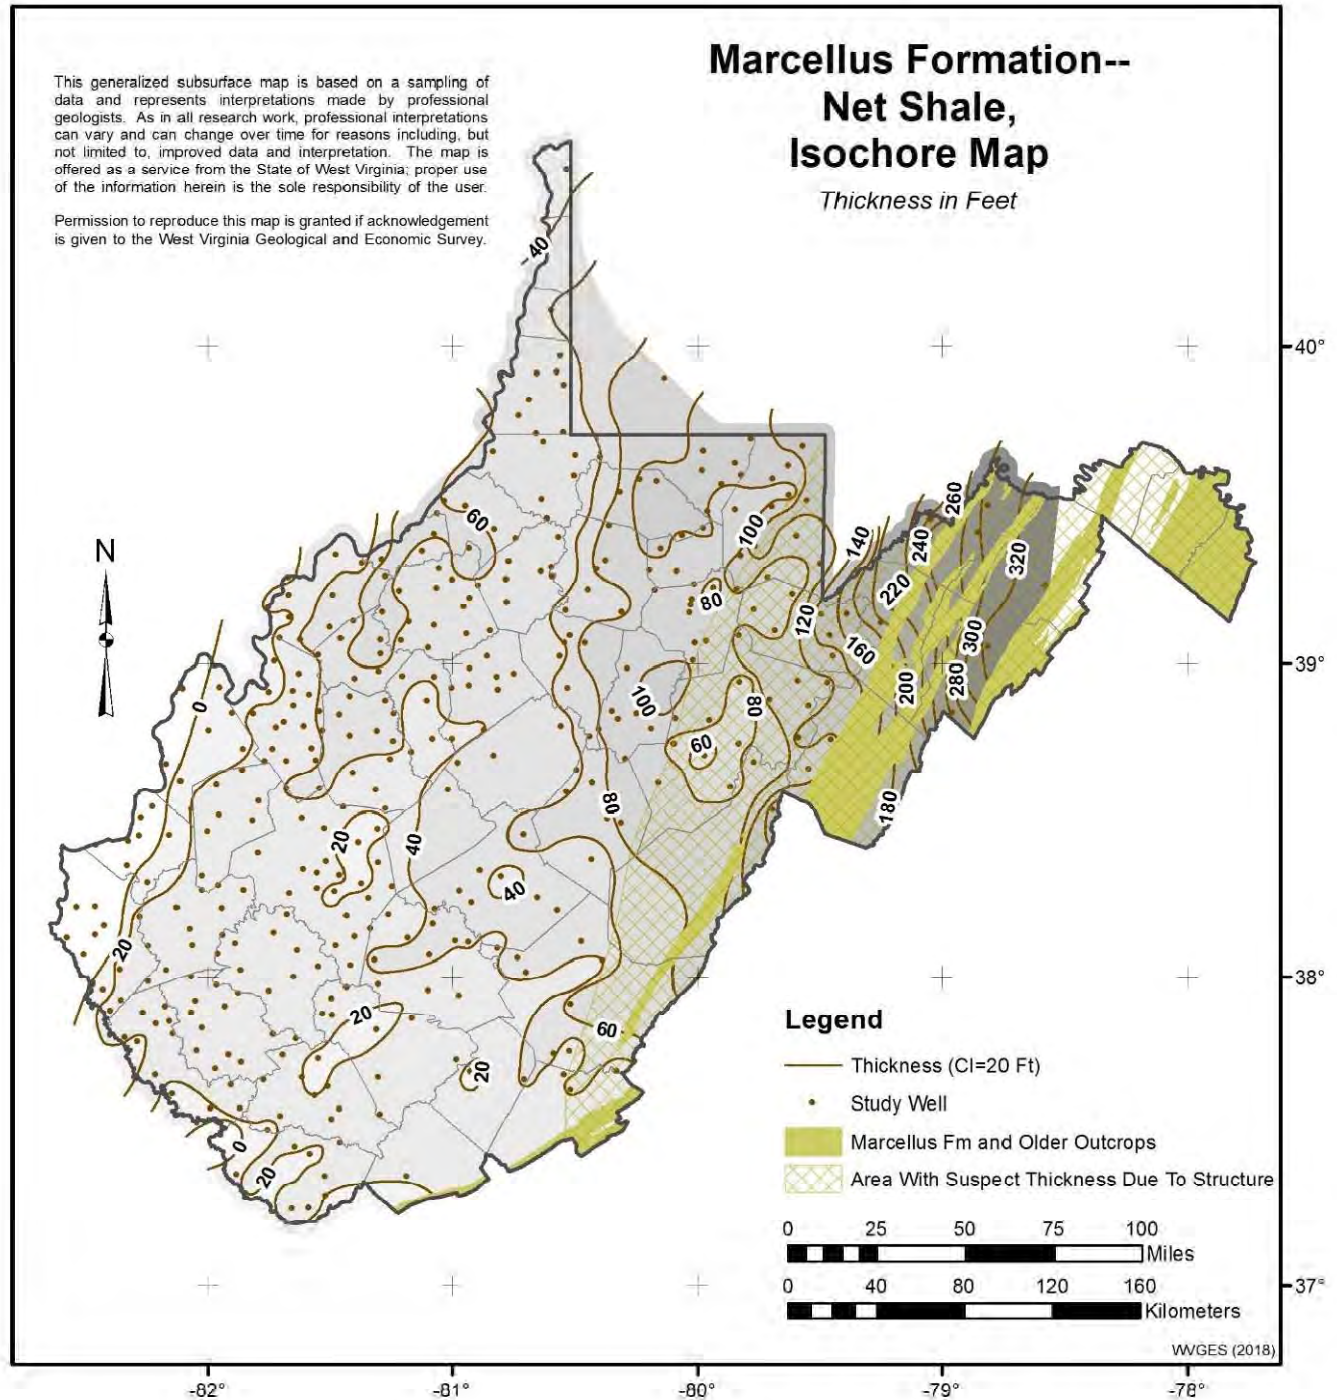 Marcellus Formation--
Net Shale,
Isochore Map
Thickness in Feet
This generalized subsurface map is based on a sampling of
data and represents interpretations made by professional
geologists. As in all research work, professional interpretations
can vary and can change over time for reasons including, but
not limited to, improved data and interpretation. The map is
offered as a service from the State of West Virginia; proper use
of the information herein is the sole responsibility of the user.
Permission to reproduce this map is granted if acknowledgement
is given to the West Virginia Geological and Economic Survey.
40
40°
260
60
100
140
240
320
N
220
80
120
300
160
39°
100
200
280
0
80
60
80
180
20
40
40
20
38°
20
60
20
0
20
Legend
Thickness (CI=20 Ft)
Study Well
Marcellus Fm and Older Outcrops
Area With Suspect Thickness Due To Structure
0 25 50 75 100
Miles
0 40 80 120 160
Kilometers
37°
WVGES (2018)
-82° -81° -80° -79° -78°